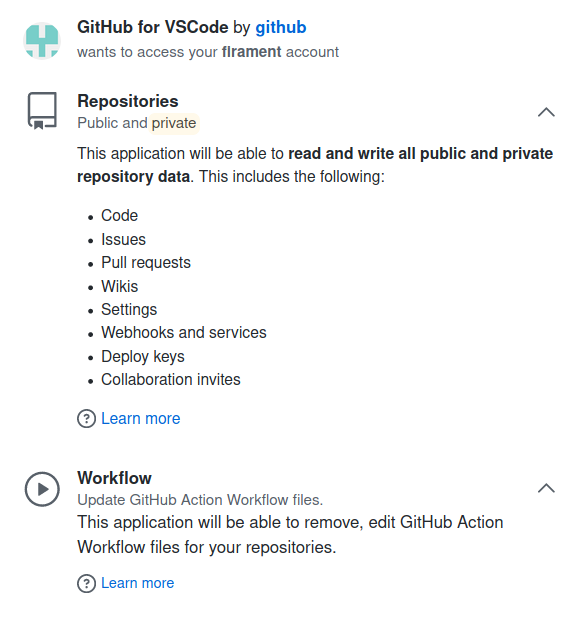 GitHub for VSCode by github
wants to access your flrament account
Repositories
Public and private
This application will be able to read and write all public and private
repository data. This includes the following:
Code
Issues
Pull requests
Wikis
Settings
Webhooks and services
Deploy keys
Collaboration invites
Learn more
Workflow
Update GitHub Action Workflow files.
This application will be able to remove, edit GitHub Action
Workflow files for your repositories.
Learn more